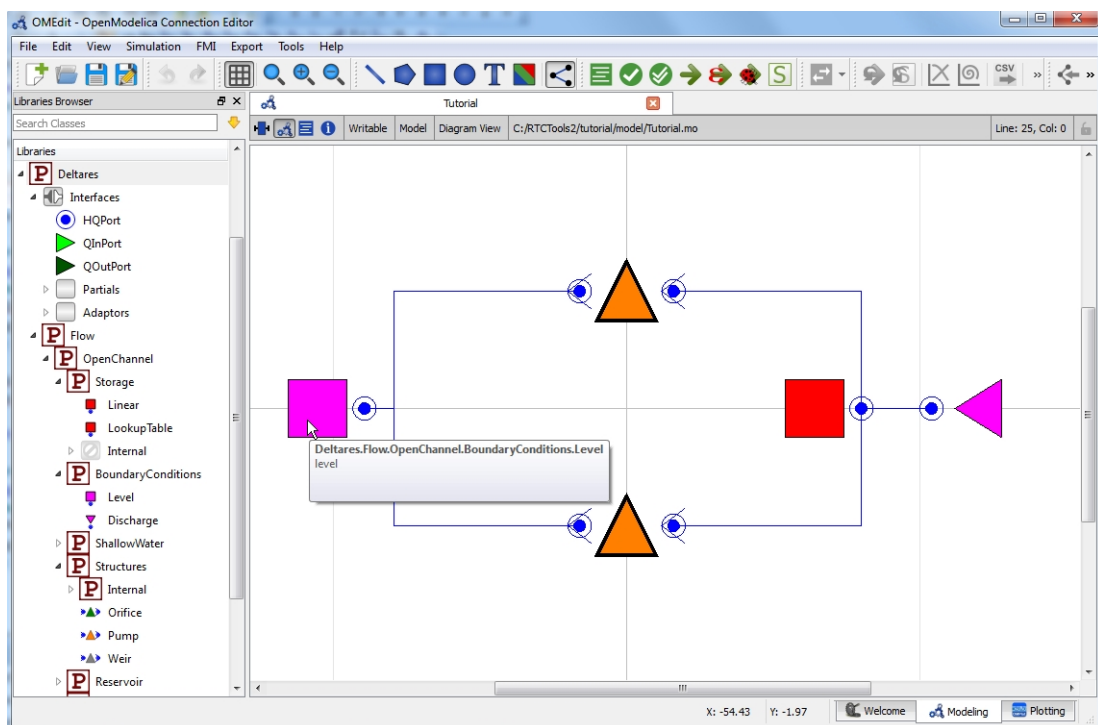 OMEdit - OpenModelica Connection Editor
File Edit View Simulation FMI Export Tools Help
T S CSV » »
Libraries Browser
Tutorial
Search Classes
Writable Model Diagram View C:/RTCTools2/tutorial/model/Tutorial.mo Line: 25, Col: 0
Libraries
P Deltares
Interfaces
HQPort
QInPort
QOutPort
Partials
Adaptors
P Flow
P OpenChannel
P Storage
Linear
LookupTable
Internal
P BoundaryConditions
Level
Discharge
P ShallowWater
P Structures
P Internal
Orifice
Pump
Weir
P Reservoir
Deltares.Flow.OpenChannel.BoundaryConditions.Level
level
X: -54.43 Y: -1.97 Welcome Modeling Plotting